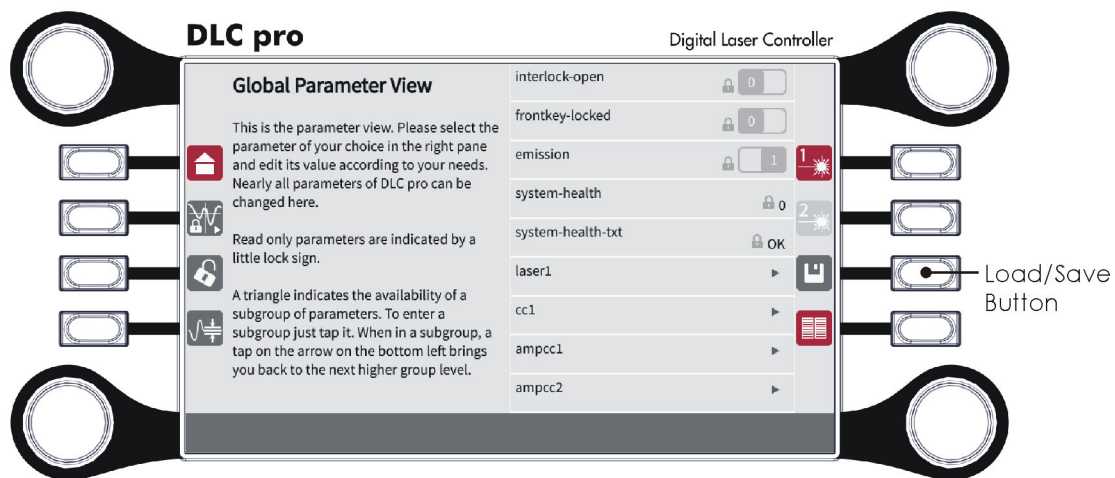 DLC pro
Digital Laser Controller
Global Parameter View
This is the parameter view. Please select the
parameter of your choice in the right pane
and edit its value according to your needs.
Nearly all parameters of DLC pro can be
changed here.
Read only parameters are indicated by a
little lock sign.
A triangle indicates the availability of a
subgroup of parameters. To enter a
subgroup just tap it. When in a subgroup, a
tap on the arrow on the bottom left brings
you back to the next higher group level.
interlock-open
0
frontkey-locked
0
emission
1
system-health
0
system-health-txt
OK
laser1
cc1
ampcc1
ampcc2
1
2
Load/Save
Button